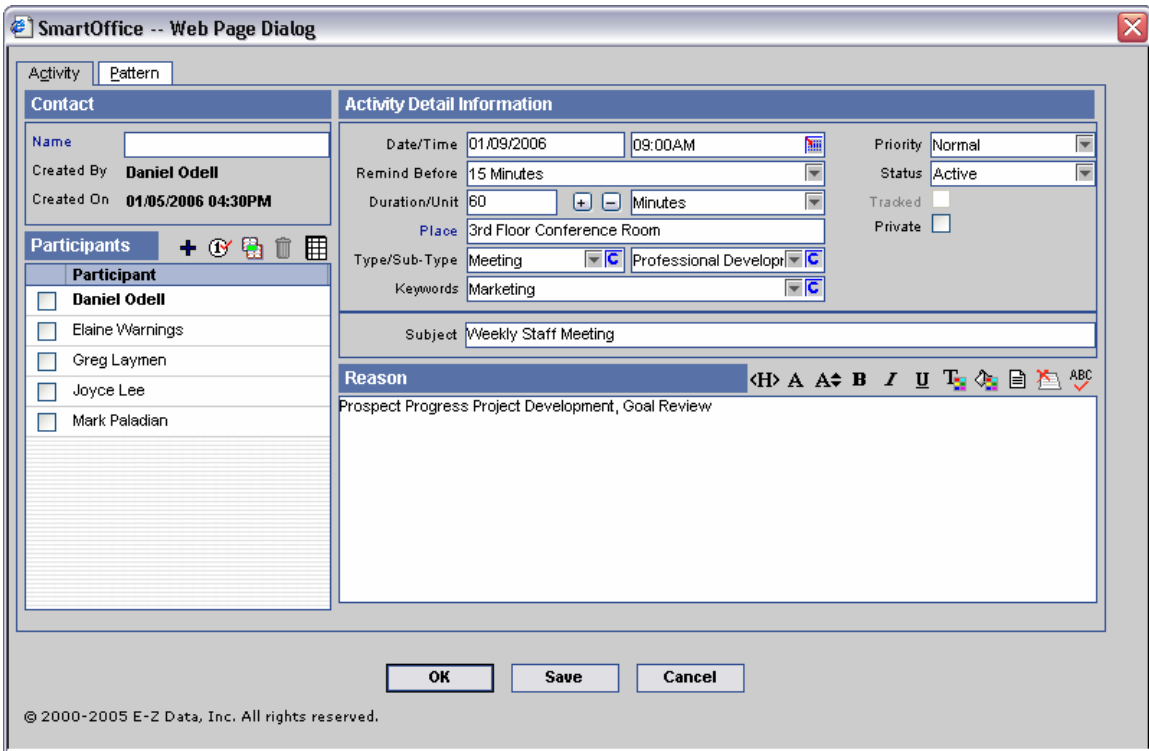 SmartOffice -- Web Page Dialog
Activity Pattern
Contact
Name
Created By Daniel Odell
Created On 01/05/2006 04:30PM
Participants
Participant
Daniel Odell
Elaine Warnings
Greg Laymen
Joyce Lee
Mark Paladian
Activity Detail Information
Date/Time 01/09/2006 09:00AM Priority Normal
Remind Before 15 Minutes Status Active
Duration/Unit 60 + - Minutes Tracked
Place 3rd Floor Conference Room Private
Type/Sub-Type Meeting C Professional Developr C
Keywords Marketing C
Subject Weekly Staff Meeting
Reason <H> A A B I U T ABC
Prospect Progress Project Development, Goal Review
OK Save Cancel
© 2000-2005 E-Z Data, Inc. All rights reserved.